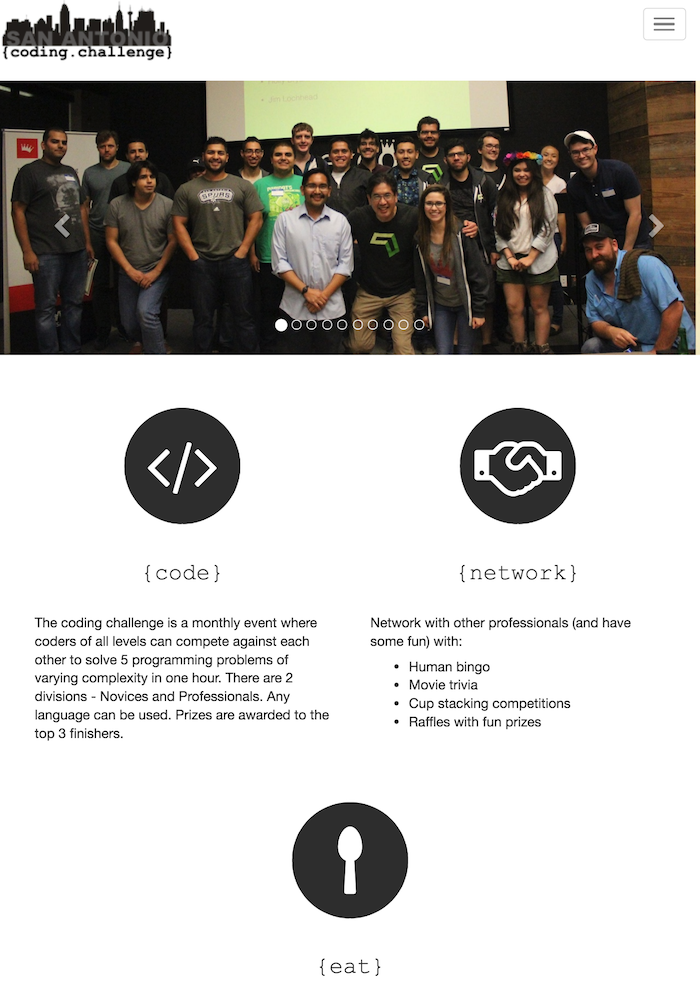 SAN ANTONIO
{coding.challenge}
SPURS
{code}
The coding challenge is a monthly event where
coders of all levels can compete against each
other to solve 5 programming problems of
varying complexity in one hour. There are 2
divisions - Novices and Professionals. Any
language can be used. Prizes are awarded to the
top 3 finishers.
{network}
Network with other professionals (and have
some fun) with:
• Human bingo
• Movie trivia
• Cup stacking competitions
• Raffles with fun prizes
{eat}